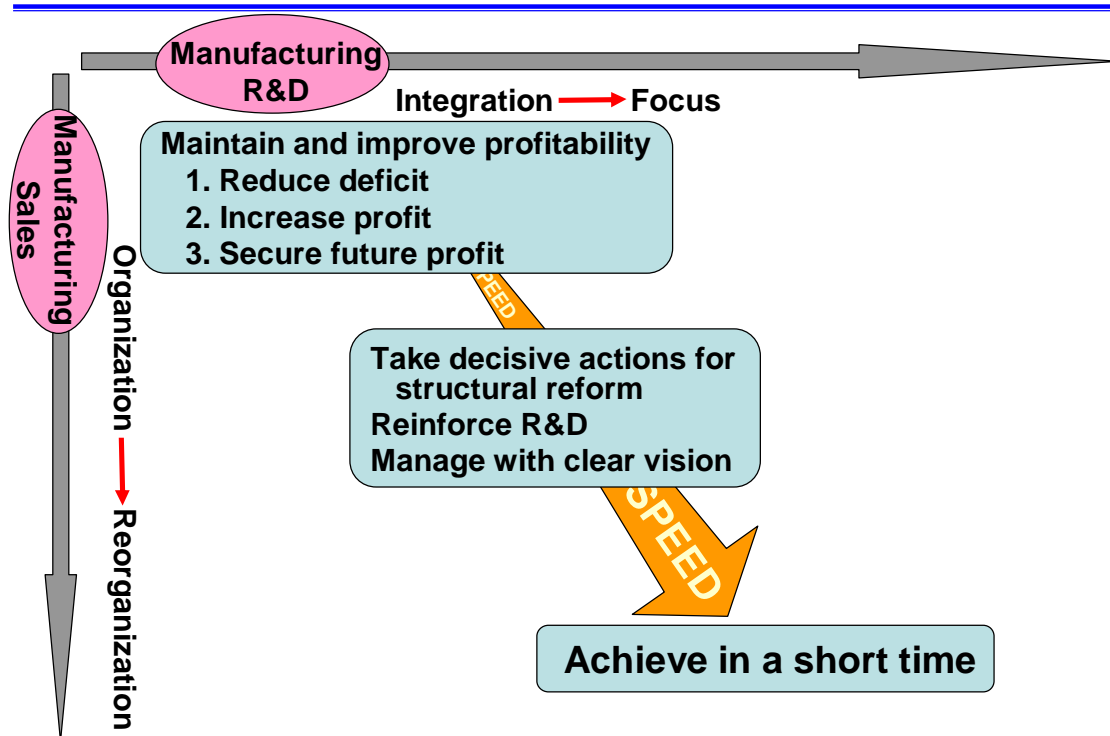 Manufacturing
R&D
Integration
Focus
Manufacturing
Sales
Organization
Reorganization
Maintain and improve profitability
1. Reduce deficit
2. Increase profit
3. Secure future profit
SPEED
Take decisive actions for
structural reform
Reinforce R&D
Manage with clear vision
SPEED
Achieve in a short time